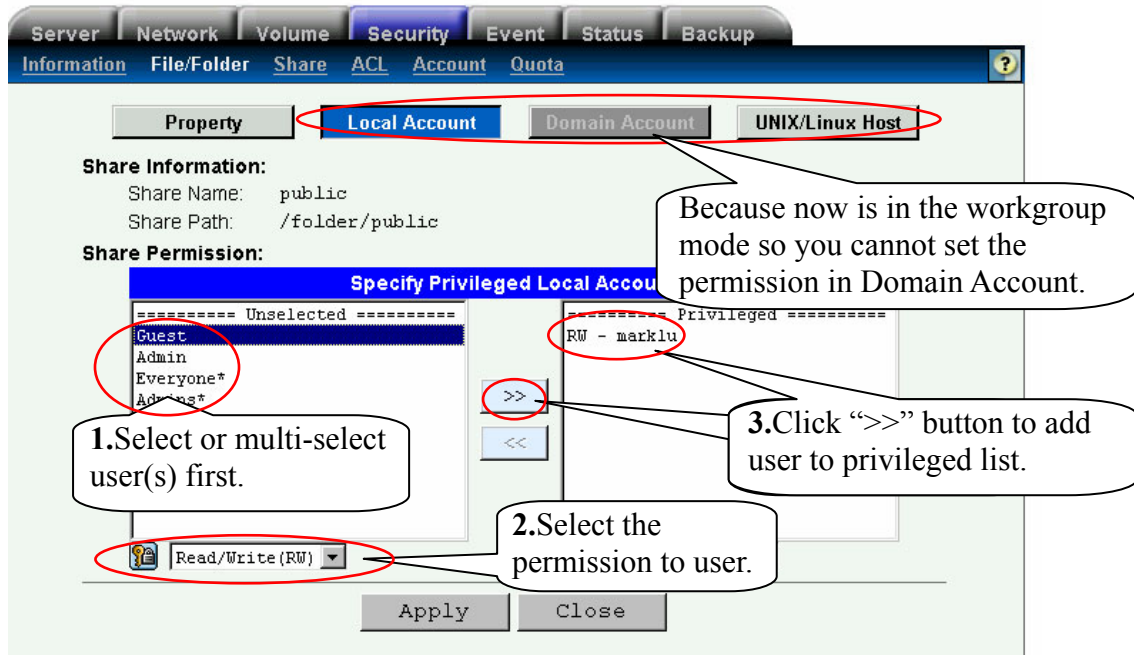 Server Network Volume Security Event Status Backup
Information File/Folder Share ACL Account Quota
?
Property Local Account Domain Account UNIX/Linux Host
Share Information:
Share Name: public
Share Path: /folder/public
Because now is in the workgroup
mode so you cannot set the
permission in Domain Account.
Share Permission:
Specify Privileged Local Accou
========== Unselected ==========
Guest
Admin
Everyone*
Admins*
========== Privileged ==========
RW - marklu
>>
<<
1.Select or multi-select
user(s) first.
3.Click “>>” button to add
user to privileged list.
2.Select the
permission to user.
Read/Write(RW)
Apply Close